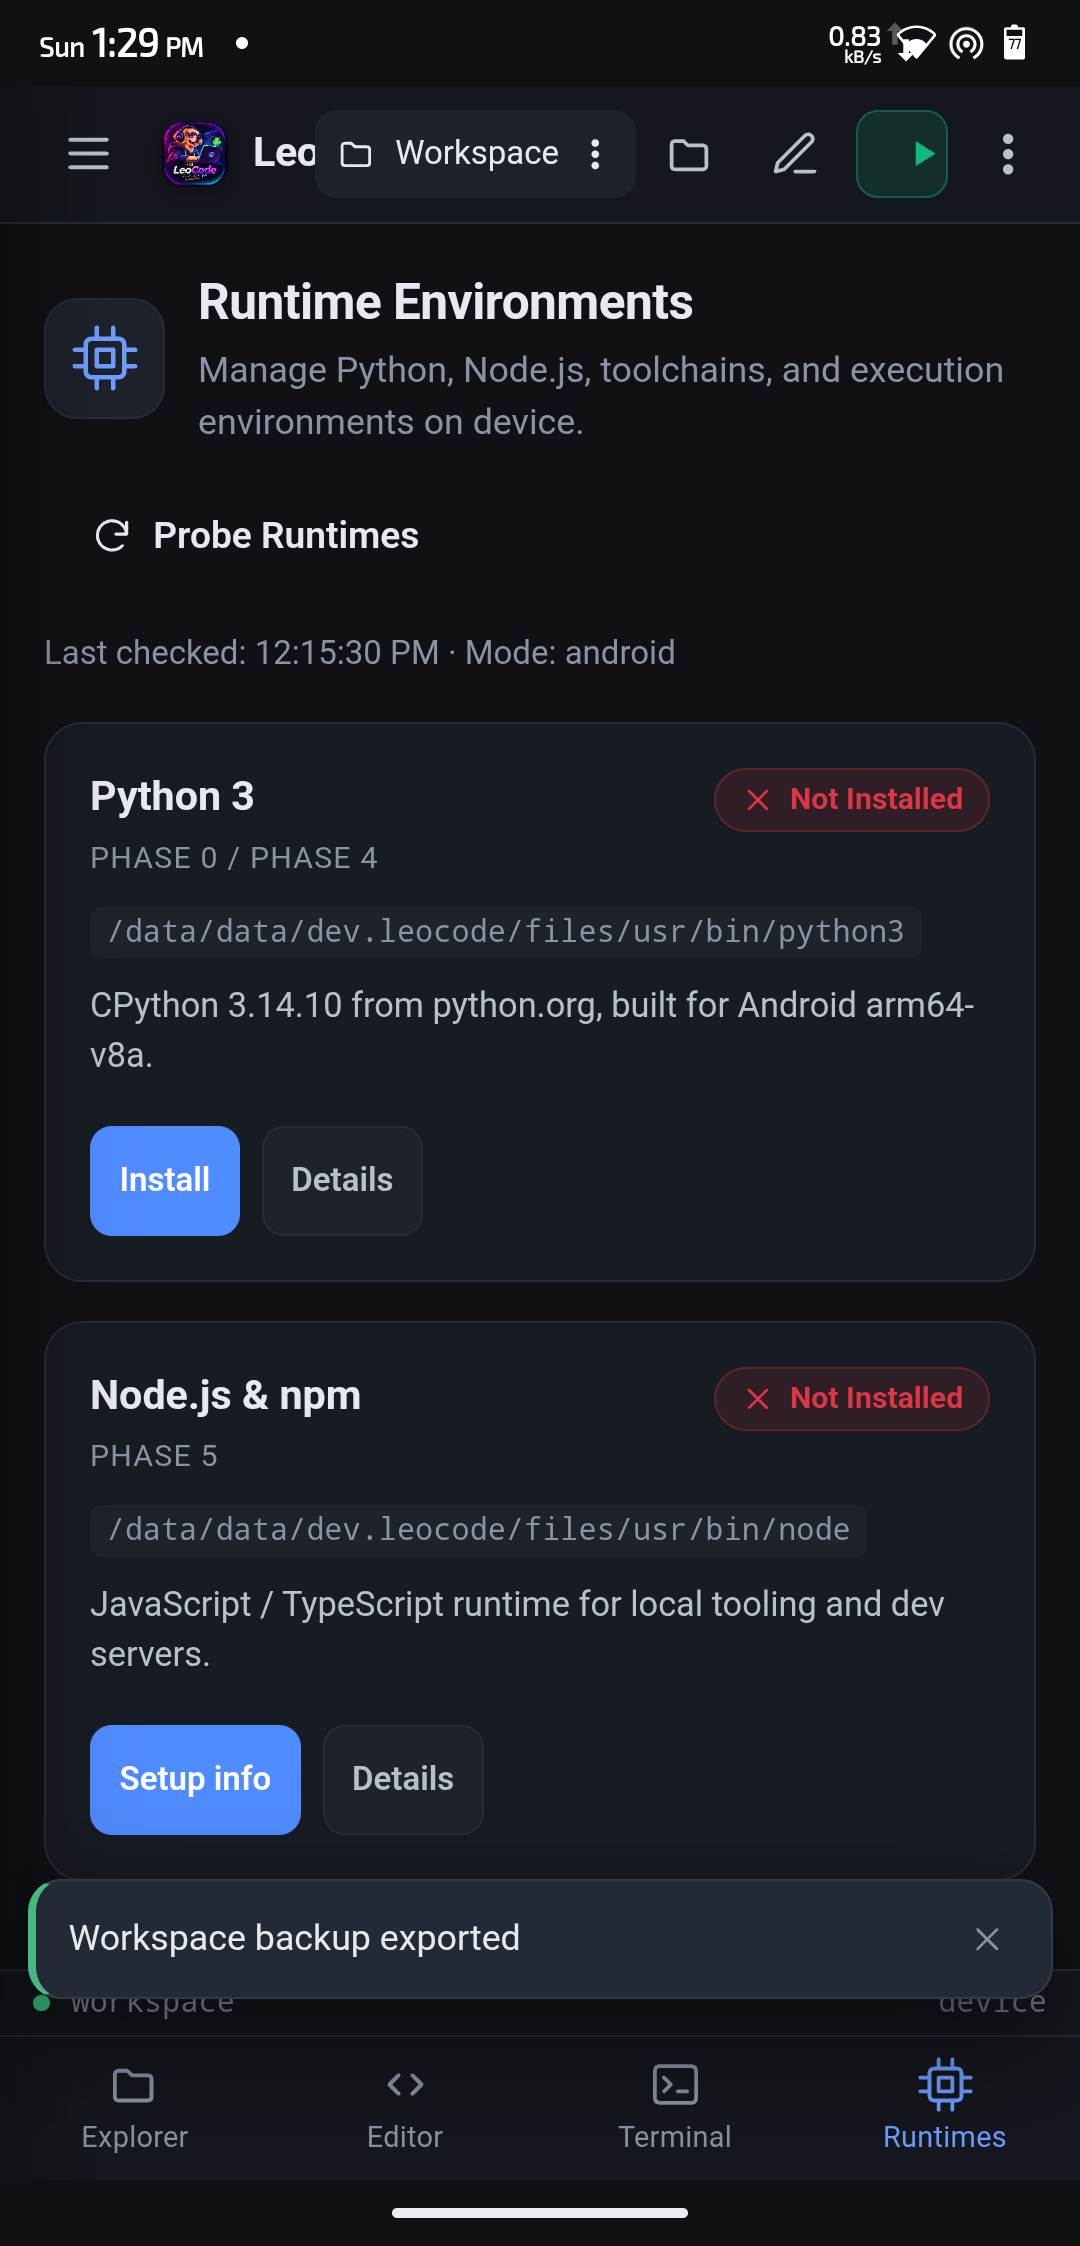 Sun 1:29 PM
0.83
kB/s
77
LeoCode
Leo
Workspace
Runtime Environments
Manage Python, Node.js, toolchains, and execution
environments on device.
Probe Runtimes
Last checked: 12:15:30 PM · Mode: android
Python 3
Not Installed
PHASE 0 / PHASE 4
/data/data/dev.leocode/files/usr/bin/python3
CPython 3.14.10 from python.org, built for Android arm64-
v8a.
Install
Details
Node.js & npm
Not Installed
PHASE 5
/data/data/dev.leocode/files/usr/bin/node
JavaScript / TypeScript runtime for local tooling and dev
servers.
Setup info
Details
Workspace backup exported
workspace
device
Explorer
Editor
Terminal
Runtimes